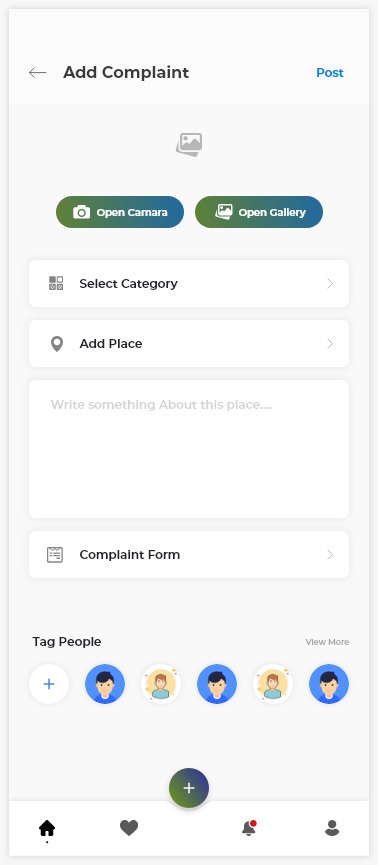 Add Complaint
Post
Open Camara
Open Gallery
Select Category
Add Place
Write something About this place....
Complaint Form
Tag People
View More